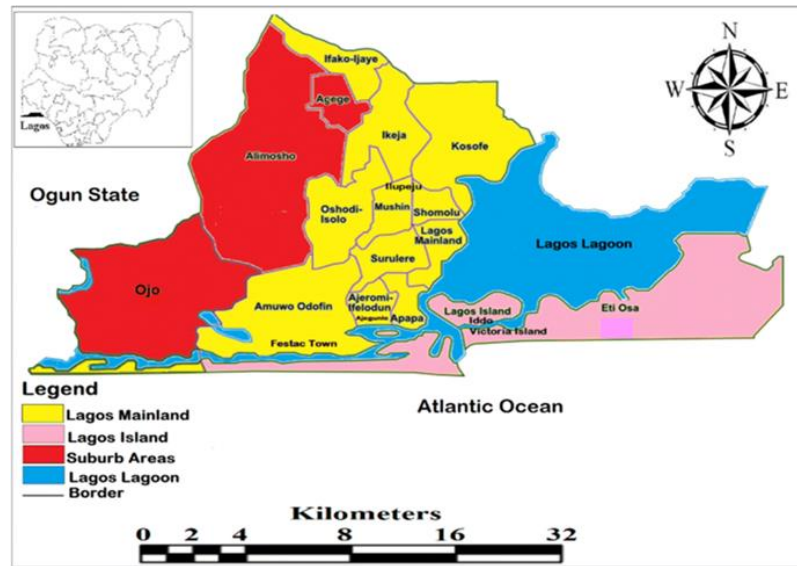 Lagos
N
W
E
S
Ifako-Ijaye
Agege
Ikeja
Kosofe
Alimosho
Ogun State
Ilupeju
Oshodi-
Isolo
Mushin
Shomolu
Lagos
Mainland
Lagos Lagoon
Surulere
Ojo
Amuwo Odofin
Ajeromi-
Ifelodun
Ajegunle
Apapa
Lagos Island
Iddo
Victoria Island
Eti Osa
Festac Town
Legend
Lagos Mainland
Lagos Island
Suburb Areas
Lagos Lagoon
Border
Atlantic Ocean
Kilometers
0 2 4 8 16 32